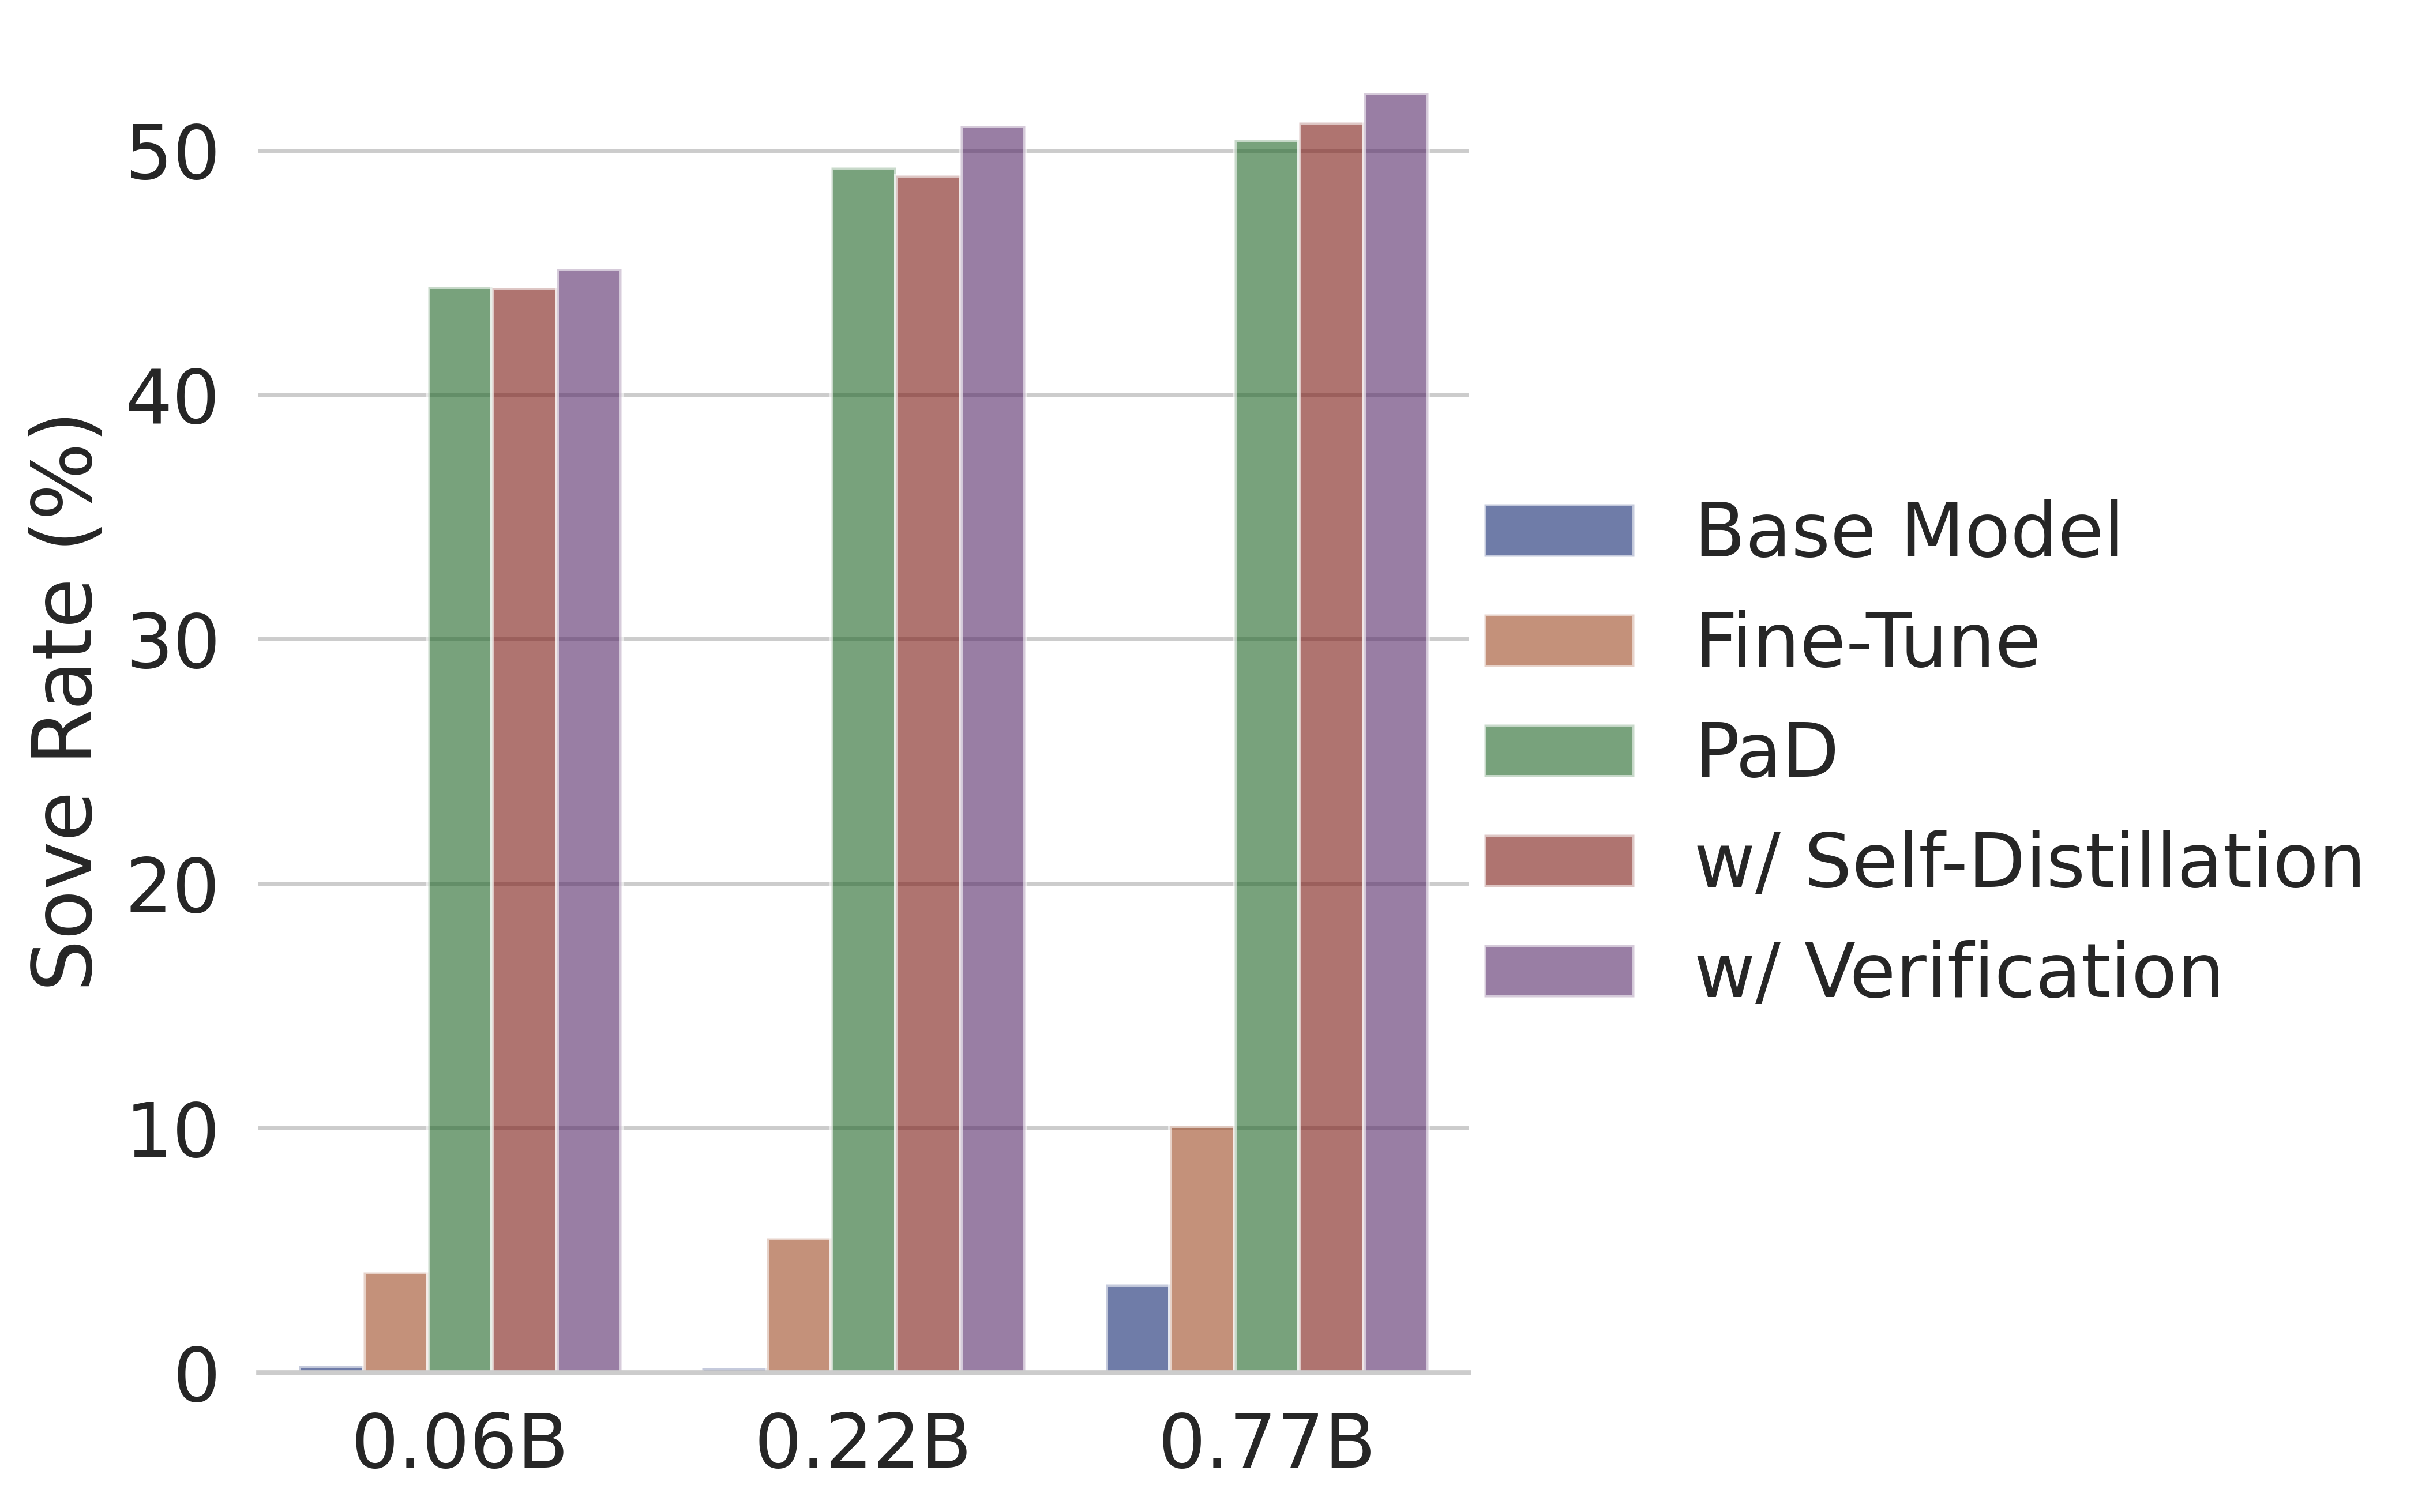 Sove Rate (%)
50
40
30
20
10
0
0.06B
0.22B
0.77B
Base Model
Fine-Tune
PaD
w/ Self-Distillation
w/ Verification